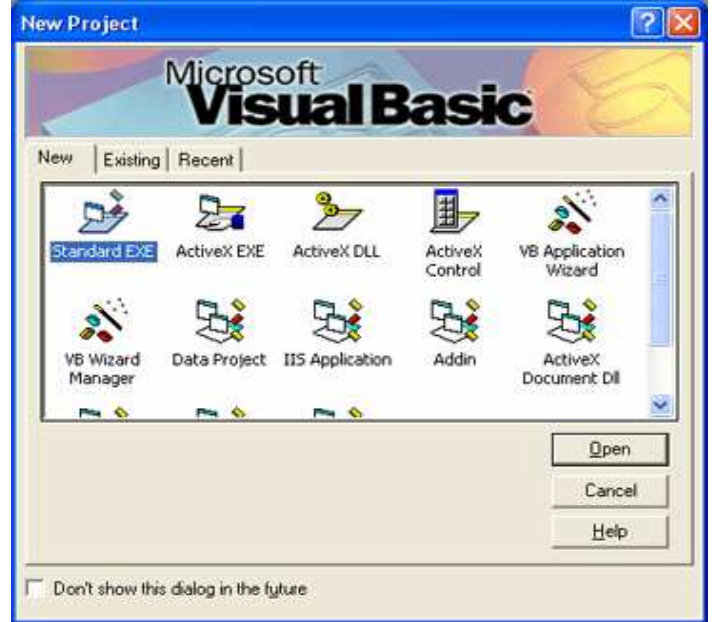 New Project
Microsoft
Visual Basic
New Existing Recent
Standard EXE ActiveX EXE ActiveX DLL ActiveX Control VB Application Wizard
VB Wizard Manager Data Project IIS Application Addin ActiveX Document Dll
Open
Cancel
Help
Don't show this dialog in the future